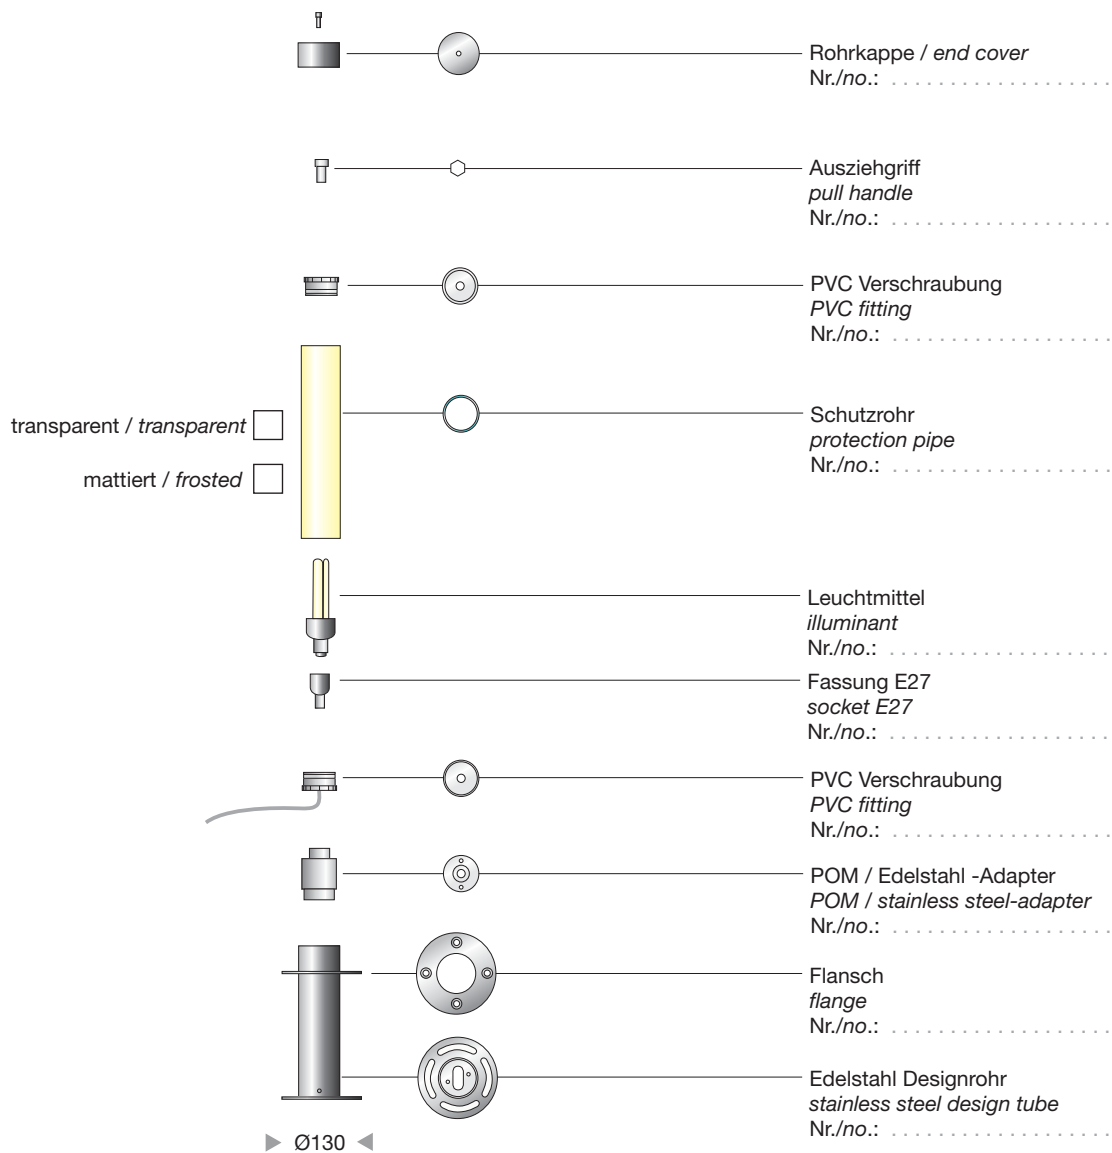 Rohrkappe / end cover
Nr./no.: . . . . . . . . . . . . . . . . . . .
Ausziehgriff
pull handle
Nr./no.: . . . . . . . . . . . . . . . . . . .
PVC Verschraubung
PVC fitting
Nr./no.: . . . . . . . . . . . . . . . . . . .
transparent / transparent
mattiert / frosted
Schutzrohr
protection pipe
Nr./no.: . . . . . . . . . . . . . . . . . . .
Leuchtmittel
illuminant
Nr./no.: . . . . . . . . . . . . . . . . . . .
Fassung E27
socket E27
Nr./no.: . . . . . . . . . . . . . . . . . . .
PVC Verschraubung
PVC fitting
Nr./no.: . . . . . . . . . . . . . . . . . . .
POM / Edelstahl -Adapter
POM / stainless steel-adapter
Nr./no.: . . . . . . . . . . . . . . . . . . .
Flansch
flange
Nr./no.: . . . . . . . . . . . . . . . . . . .
Edelstahl Designrohr
stainless steel design tube
Nr./no.: . . . . . . . . . . . . . . . . . . .
Ø130